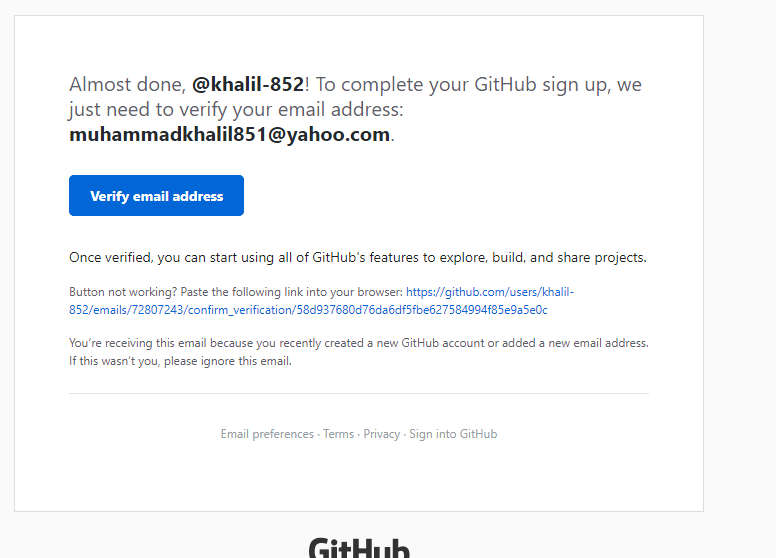 Almost done, @khalil-852! To complete your GitHub sign up, we
just need to verify your email address:
muhammadkhalil851@yahoo.com.
Verify email address
Once verified, you can start using all of GitHub's features to explore, build, and share projects.
Button not working? Paste the following link into your browser: https://github.com/users/khalil-
852/emails/72807243/confirm_verification/58d937680d76da6df5fbe627584994f85e9a5e0c
You're receiving this email because you recently created a new GitHub account or added a new email address.
If this wasn't you, please ignore this email.
Email preferences · Terms · Privacy · Sign into GitHub
GitHub